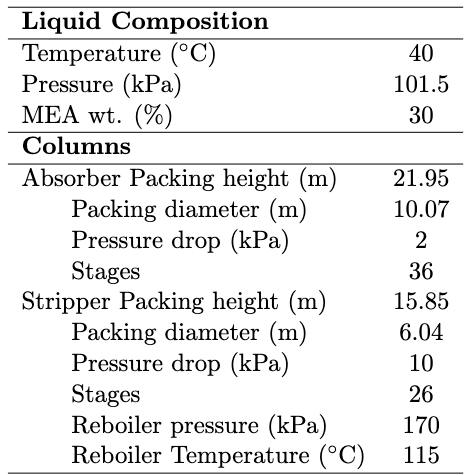 Liquid Composition
Temperature (°C) 40
Pressure (kPa) 101.5
MEA wt. (%) 30
Columns
Absorber Packing height (m) 21.95
Packing diameter (m) 10.07
Pressure drop (kPa) 2
Stages 36
Stripper Packing height (m) 15.85
Packing diameter (m) 6.04
Pressure drop (kPa) 10
Stages 26
Reboiler pressure (kPa) 170
Reboiler Temperature (°C) 115